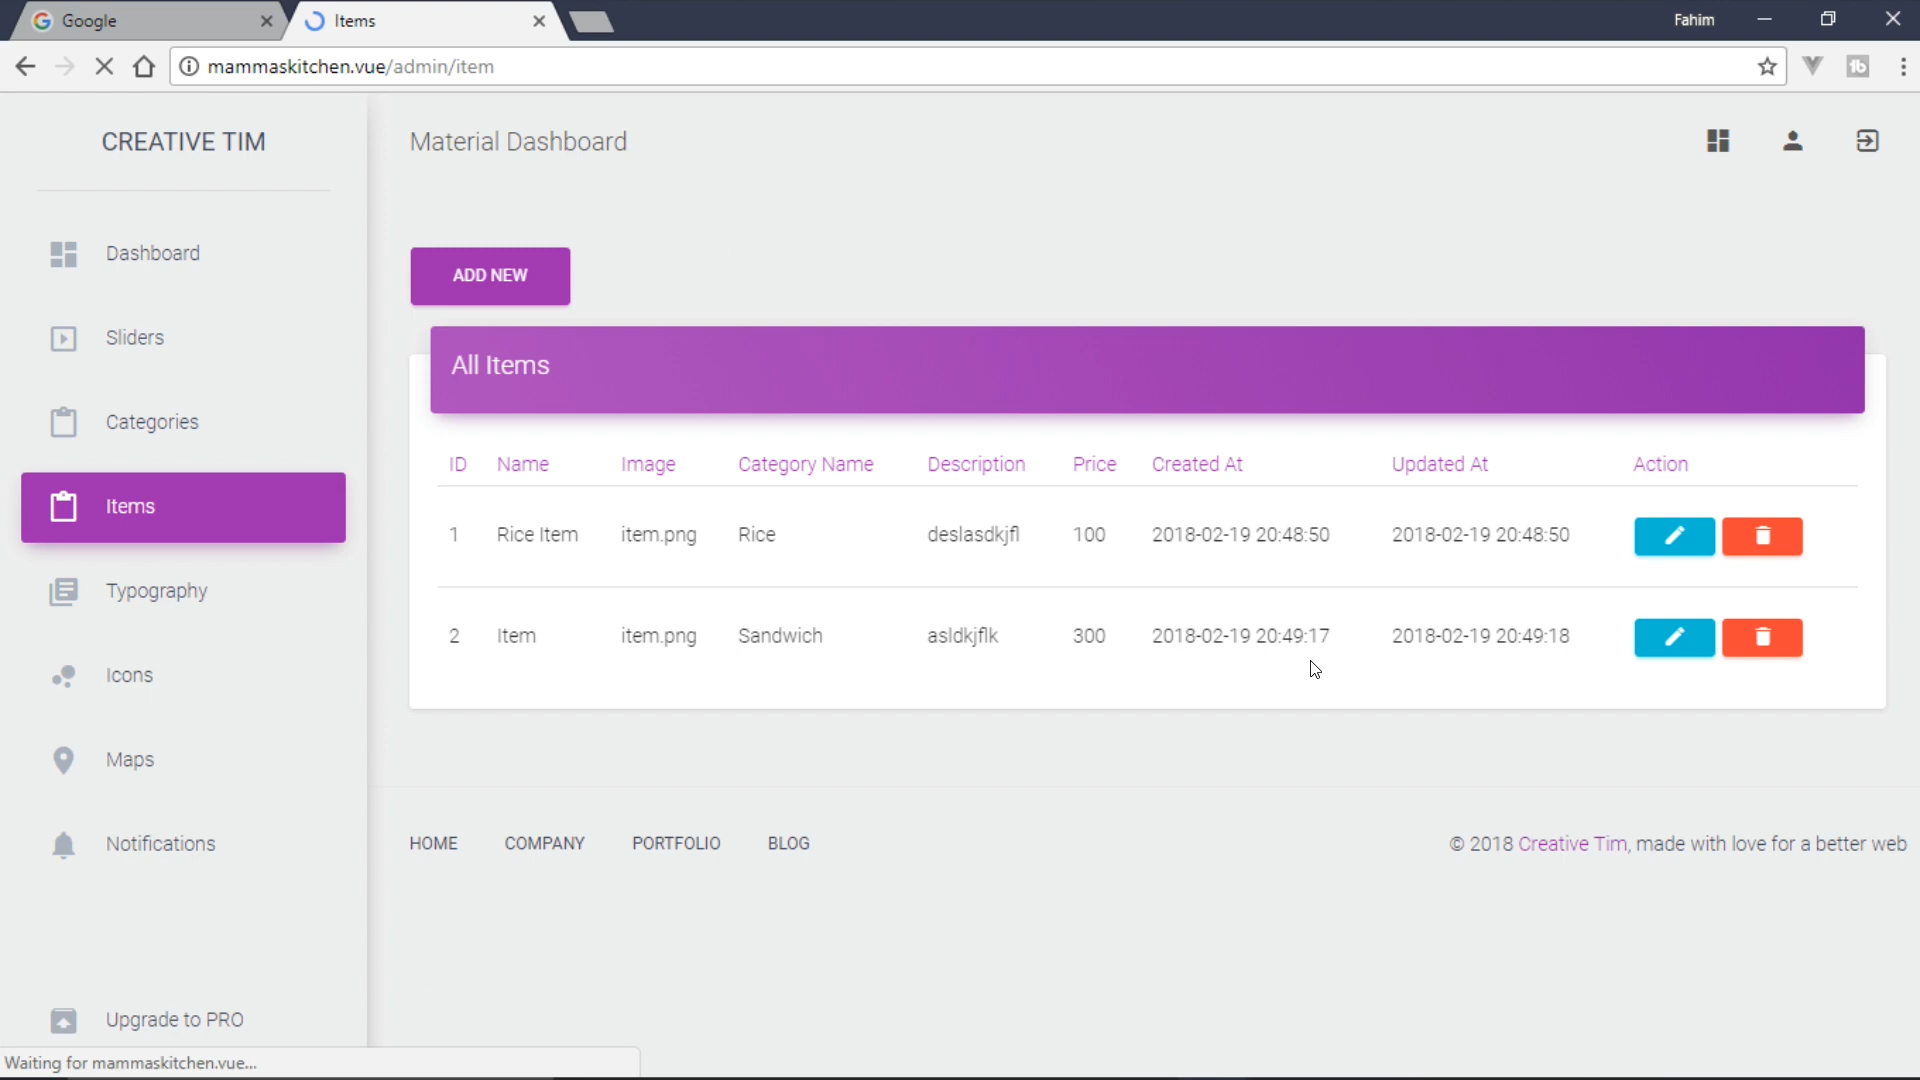 Google
Items
Fahim
mammaskitchen.vue/admin/item
CREATIVE TIM
Material Dashboard
Dashboard
Sliders
Categories
Items
Typography
Icons
Maps
Notifications
Upgrade to PRO
ADD NEW
All Items
ID Name Image Category Name Description Price Created At Updated At Action
1 Rice Item item.png Rice deslasdkjfl 100 2018-02-19 20:48:50 2018-02-19 20:48:50
2 Item item.png Sandwich asldkjflk 300 2018-02-19 20:49:17 2018-02-19 20:49:18
HOME COMPANY PORTFOLIO BLOG
© 2018 Creative Tim, made with love for a better web
Waiting for mammaskitchen.vue...